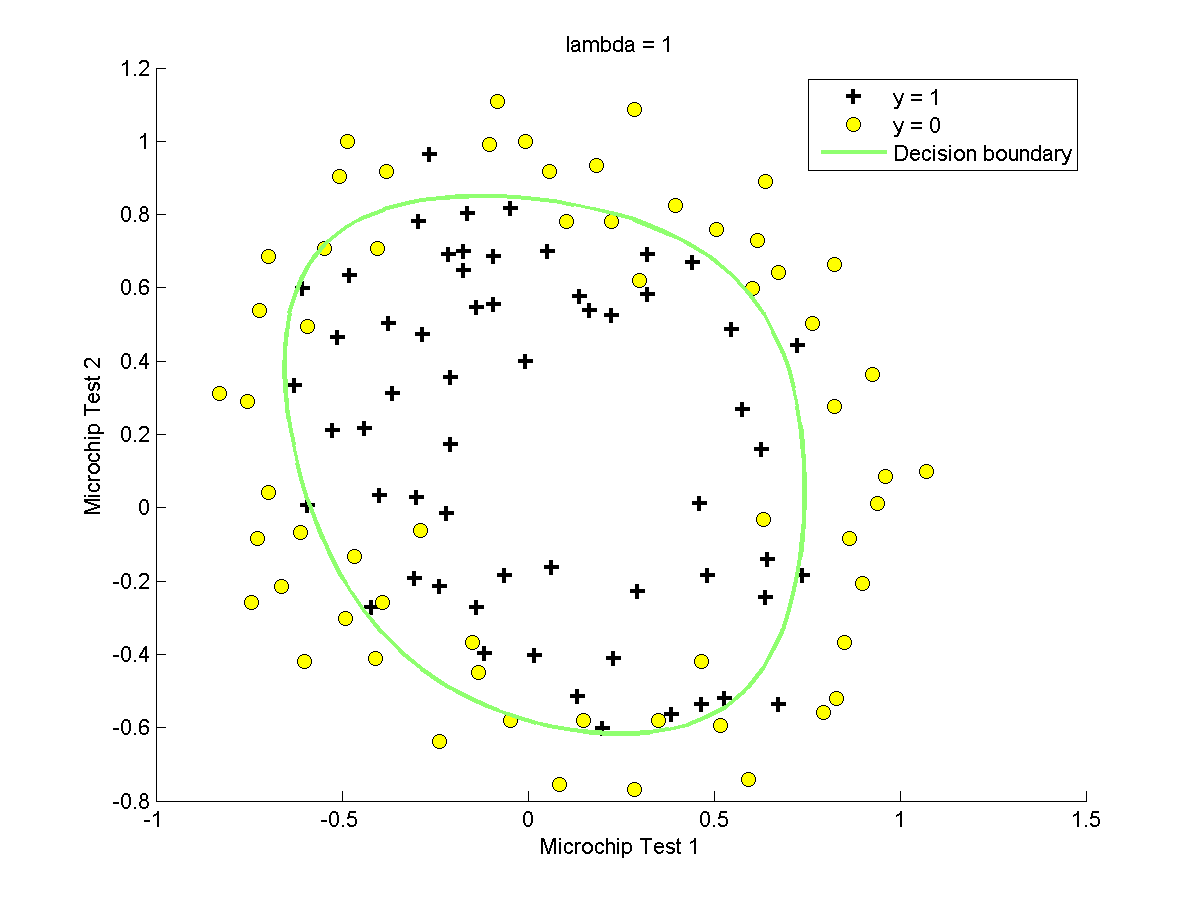 lambda = 1
y = 1
y = 0
Decision boundary
1.2
1
0.8
0.6
0.4
0.2
0
-0.2
-0.4
-0.6
-0.8
Microchip Test 2
-1
-0.5
0
0.5
1
1.5
Microchip Test 1